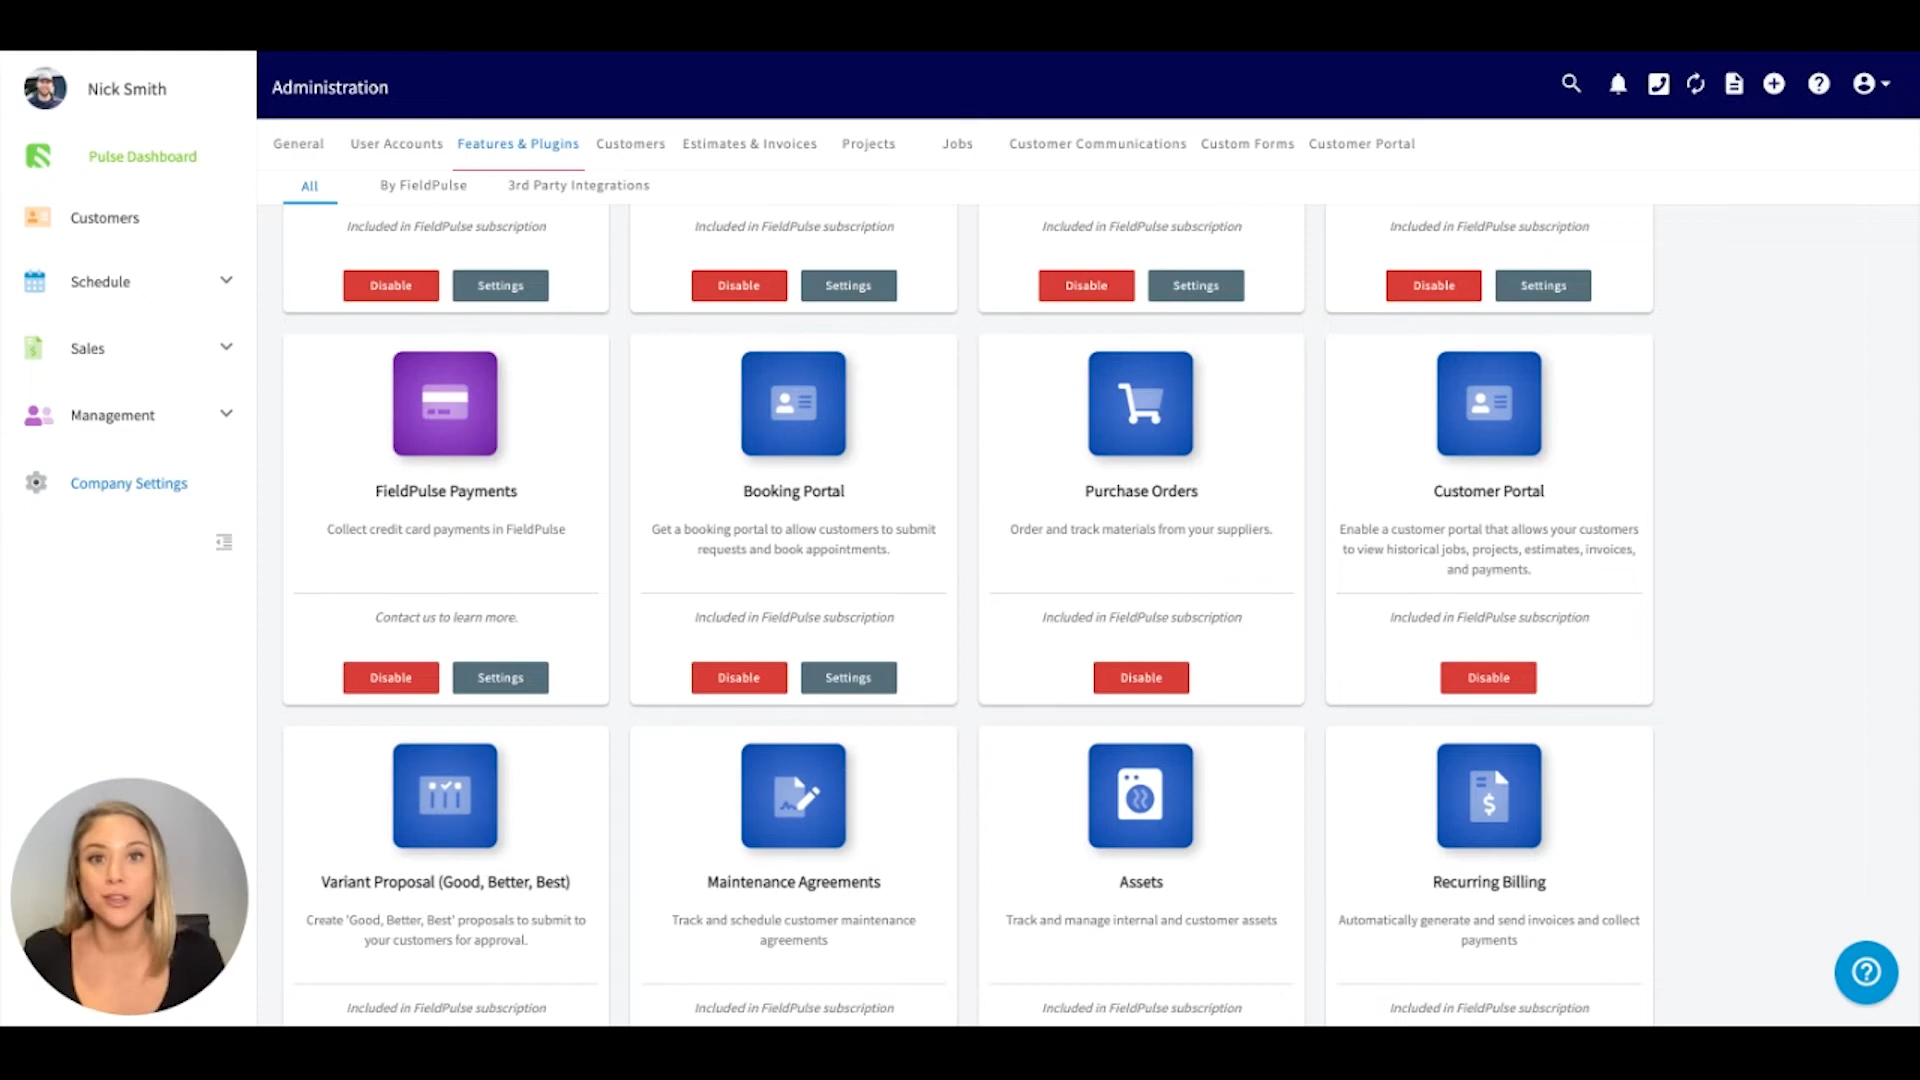 Nick Smith
Administration
Pulse Dashboard
Customers
Schedule
Sales
Management
Company Settings
General User Accounts Features & Plugins Customers Estimates & Invoices Projects Jobs Customer Communications Custom Forms Customer Portal
All By FieldPulse 3rd Party Integrations
Included in FieldPulse subscription Included in FieldPulse subscription Included in FieldPulse subscription Included in FieldPulse subscription
Disable Settings Disable Settings Disable Settings Disable Settings
FieldPulse Payments
Collect credit card payments in FieldPulse
Contact us to learn more.
Disable Settings
Booking Portal
Get a booking portal to allow customers to submit
requests and book appointments.
Included in FieldPulse subscription
Disable Settings
Purchase Orders
Order and track materials from your suppliers.
Included in FieldPulse subscription
Disable
Customer Portal
Enable a customer portal that allows your customers
to view historical jobs, projects, estimates, invoices,
and payments.
Included in FieldPulse subscription
Disable
Variant Proposal (Good, Better, Best)
Create 'Good, Better, Best' proposals to submit to
your customers for approval.
Included in FieldPulse subscription
Maintenance Agreements
Track and schedule customer maintenance
agreements
Included in FieldPulse subscription
Assets
Track and manage internal and customer assets
Included in FieldPulse subscription
Recurring Billing
Automatically generate and send invoices and collect
payments
Included in FieldPulse subscription